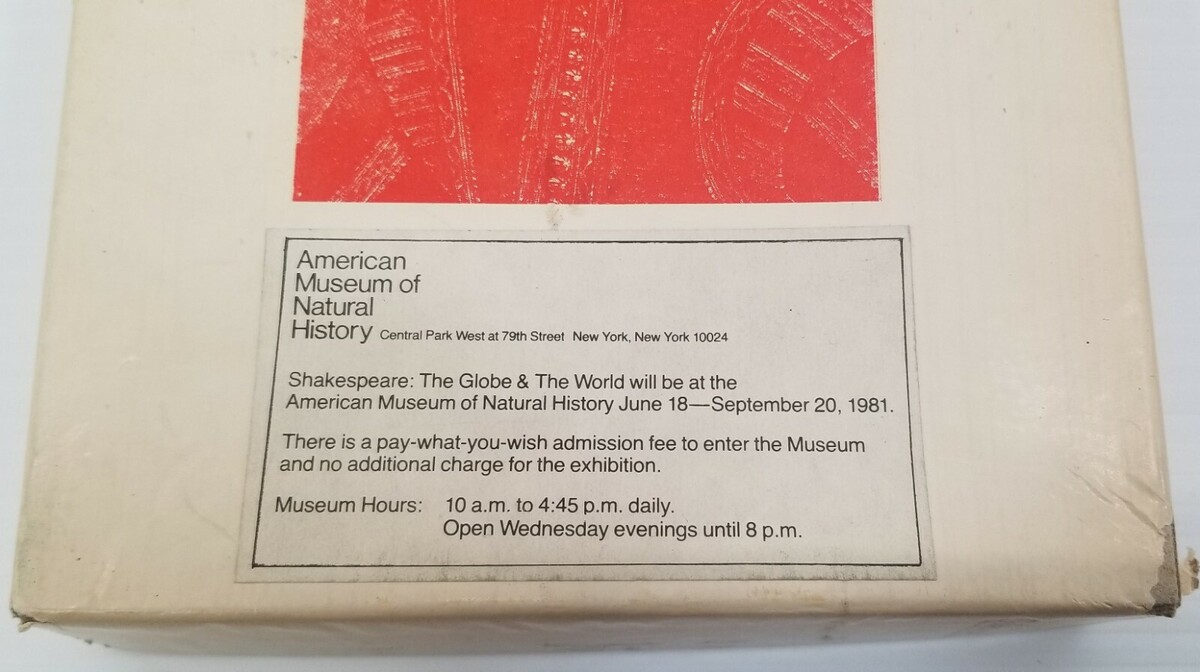 American
Museum of
Natural
History Central Park West at 79th Street New York, New York 10024
Shakespeare: The Globe & The World will be at the
American Museum of Natural History June 18—September 20, 1981.
There is a pay-what-you-wish admission fee to enter the Museum
and no additional charge for the exhibition.
Museum Hours: 10 a.m. to 4:45 p.m. daily.
Open Wednesday evenings until 8 p.m.